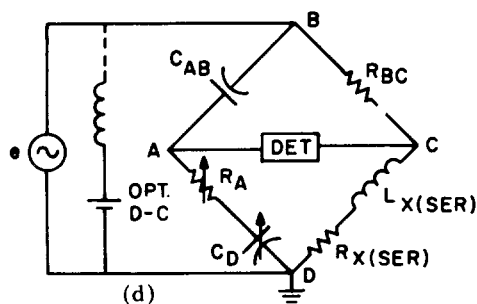 B
C_AB
R_BC
e
A
DET
C
OPT.
D-C
R_A
L_X(SER)
C_D
R_X(SER)
D
(d)